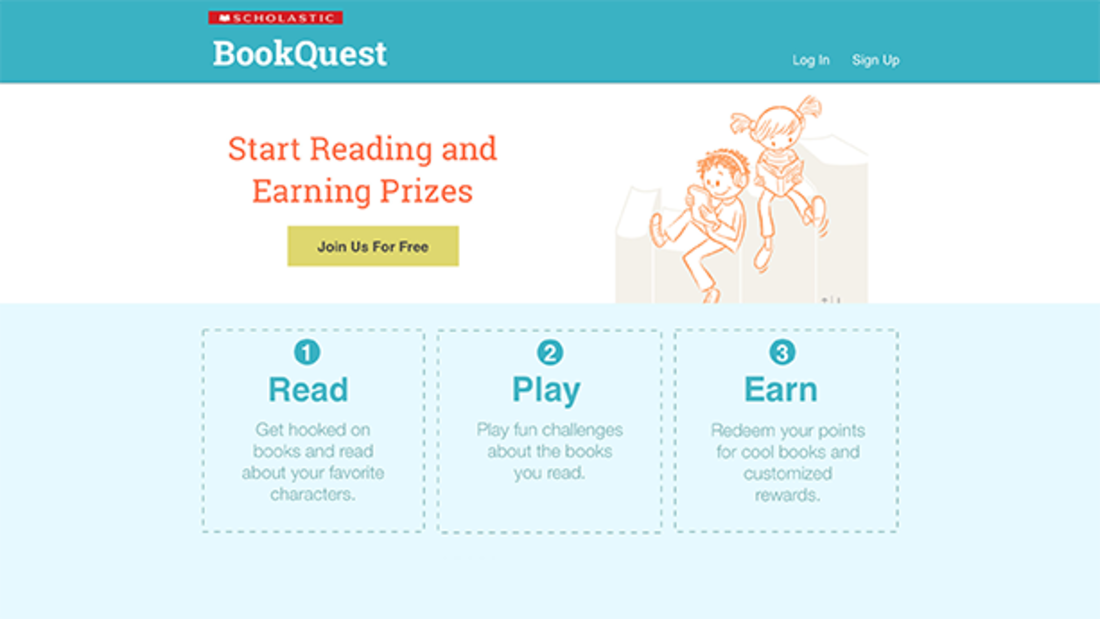 SCHOLASTIC
BookQuest
Log In Sign Up
Start Reading and
Earning Prizes
Join Us For Free
1
Read
Get hooked on
books and read
about your favorite
characters.
2
Play
Play fun challenges
about the books
you read.
3
Earn
Redeem your points
for cool books and
customized
rewards.